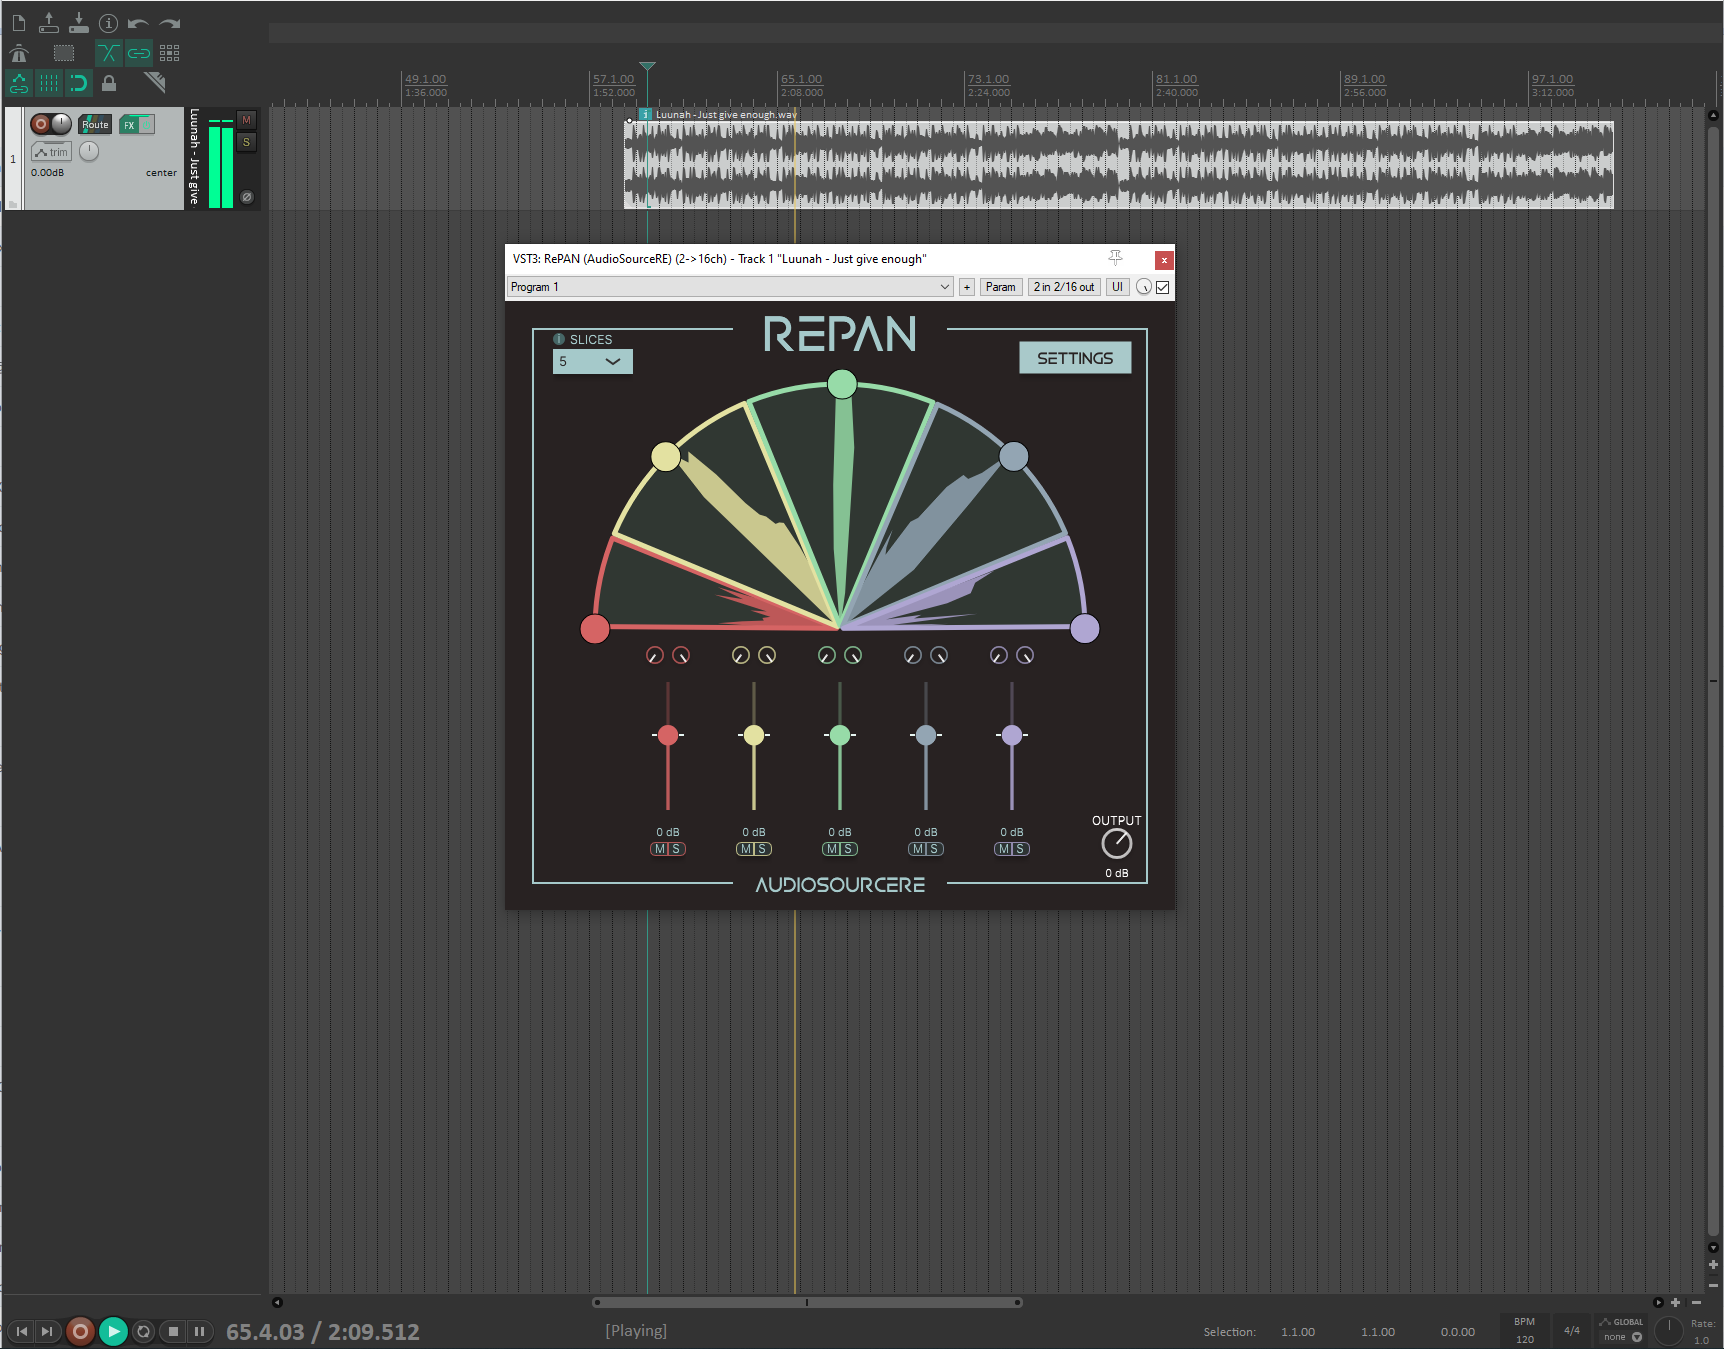 49.1.00
1:36.000
57.1.00
1:52.000
65.1.00
2:08.000
73.1.00
2:24.000
81.1.00
2:40.000
89.1.00
2:56.000
97.1.00
3:12.000
1
Route
FX
trim
0.00dB
center
Luunah - Just give
M
S
i
Luunah - Just give enough.wav
VST3: RePAN (AudioSourceRE) (2->16ch) - Track 1 "Luunah - Just give enough"
x
Program 1
+
Param
2 in 2/16 out
UI
REPAN
i SLICES
5
SETTINGS
0 dB
0 dB
0 dB
0 dB
0 dB
M S
M S
M S
M S
M S
OUTPUT
0 dB
AUDIOSOURCERE
65.4.03 / 2:09.512
[Playing]
Selection:
1.1.00
1.1.00
0.0.00
BPM
120
4/4
GLOBAL
none
Rate:
1.0